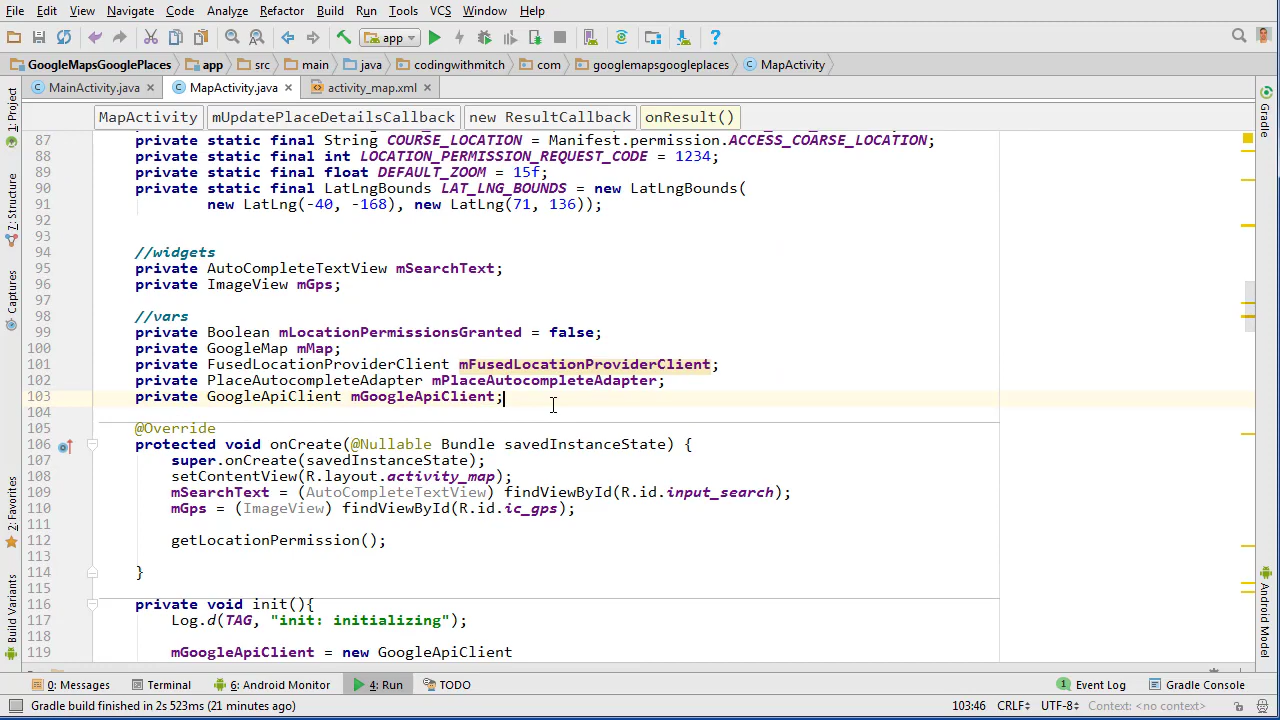 File Edit View Navigate Code Analyze Refactor Build Run Tools VCS Window Help
app
GoogleMapsGooglePlaces app src main java codingwithmitch com googlemapsgoogleplaces MapActivity
MainActivity.java MapActivity.java activity_map.xml
MapActivity mUpdatePlaceDetailsCallback new ResultCallback onResult()
87 private static final String COURSE_LOCATION = Manifest.permission.ACCESS_COARSE_LOCATION;
88 private static final int LOCATION_PERMISSION_REQUEST_CODE = 1234;
89 private static final float DEFAULT_ZOOM = 15f;
90 private static final LatLngBounds LAT_LNG_BOUNDS = new LatLngBounds(
91 new LatLng(-40, -168), new LatLng(71, 136));
92
93
94 //widgets
95 private AutoCompleteTextView mSearchText;
96 private ImageView mGps;
97
98 //vars
99 private Boolean mLocationPermissionsGranted = false;
100 private GoogleMap mMap;
101 private FusedLocationProviderClient mFusedLocationProviderClient;
102 private PlaceAutocompleteAdapter mPlaceAutocompleteAdapter;
103 private GoogleApiClient mGoogleApiClient;
104
105 @Override
106 protected void onCreate(@Nullable Bundle savedInstanceState) {
107 super.onCreate(savedInstanceState);
108 setContentView(R.layout.activity_map);
109 mSearchText = (AutoCompleteTextView) findViewById(R.id.input_search);
110 mGps = (ImageView) findViewById(R.id.ic_gps);
111
112 getLocationPermission();
113
114 }
115
116 private void init(){
117 Log.d(TAG, "init: initializing");
118
119 mGoogleApiClient = new GoogleApiClient
1: Project
7: Structure
Captures
2: Favorites
Build Variants
Gradle
Android Model
0: Messages Terminal 6: Android Monitor 4: Run TODO 1 Event Log Gradle Console
Gradle build finished in 2s 523ms (21 minutes ago) 103:46 CRLF UTF-8 Context: <no context>